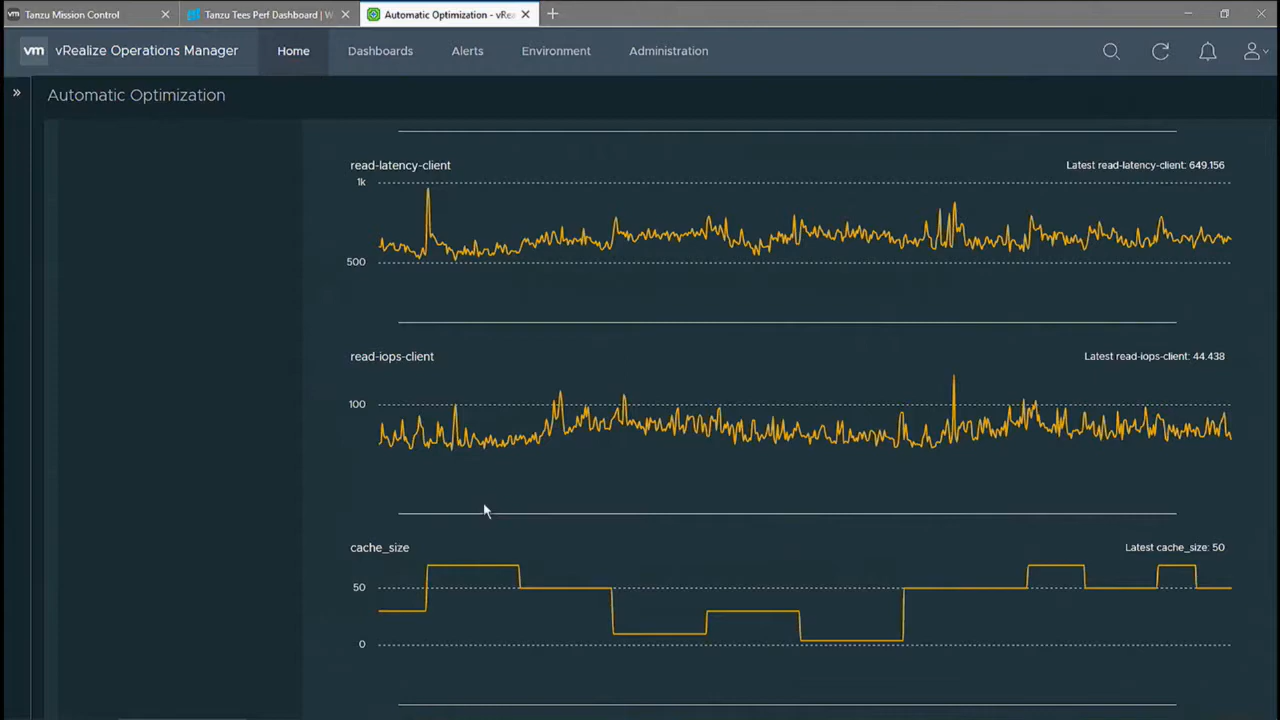 Tanzu Mission Control
Tanzu Tees Perf Dashboard | W
Automatic Optimization - vRea
vm vRealize Operations Manager
Home
Dashboards
Alerts
Environment
Administration
Automatic Optimization
read-latency-client
Latest read-latency-client: 649.156
1k
500
read-iops-client
Latest read-iops-client: 44.438
100
cache_size
Latest cache_size: 50
50
0